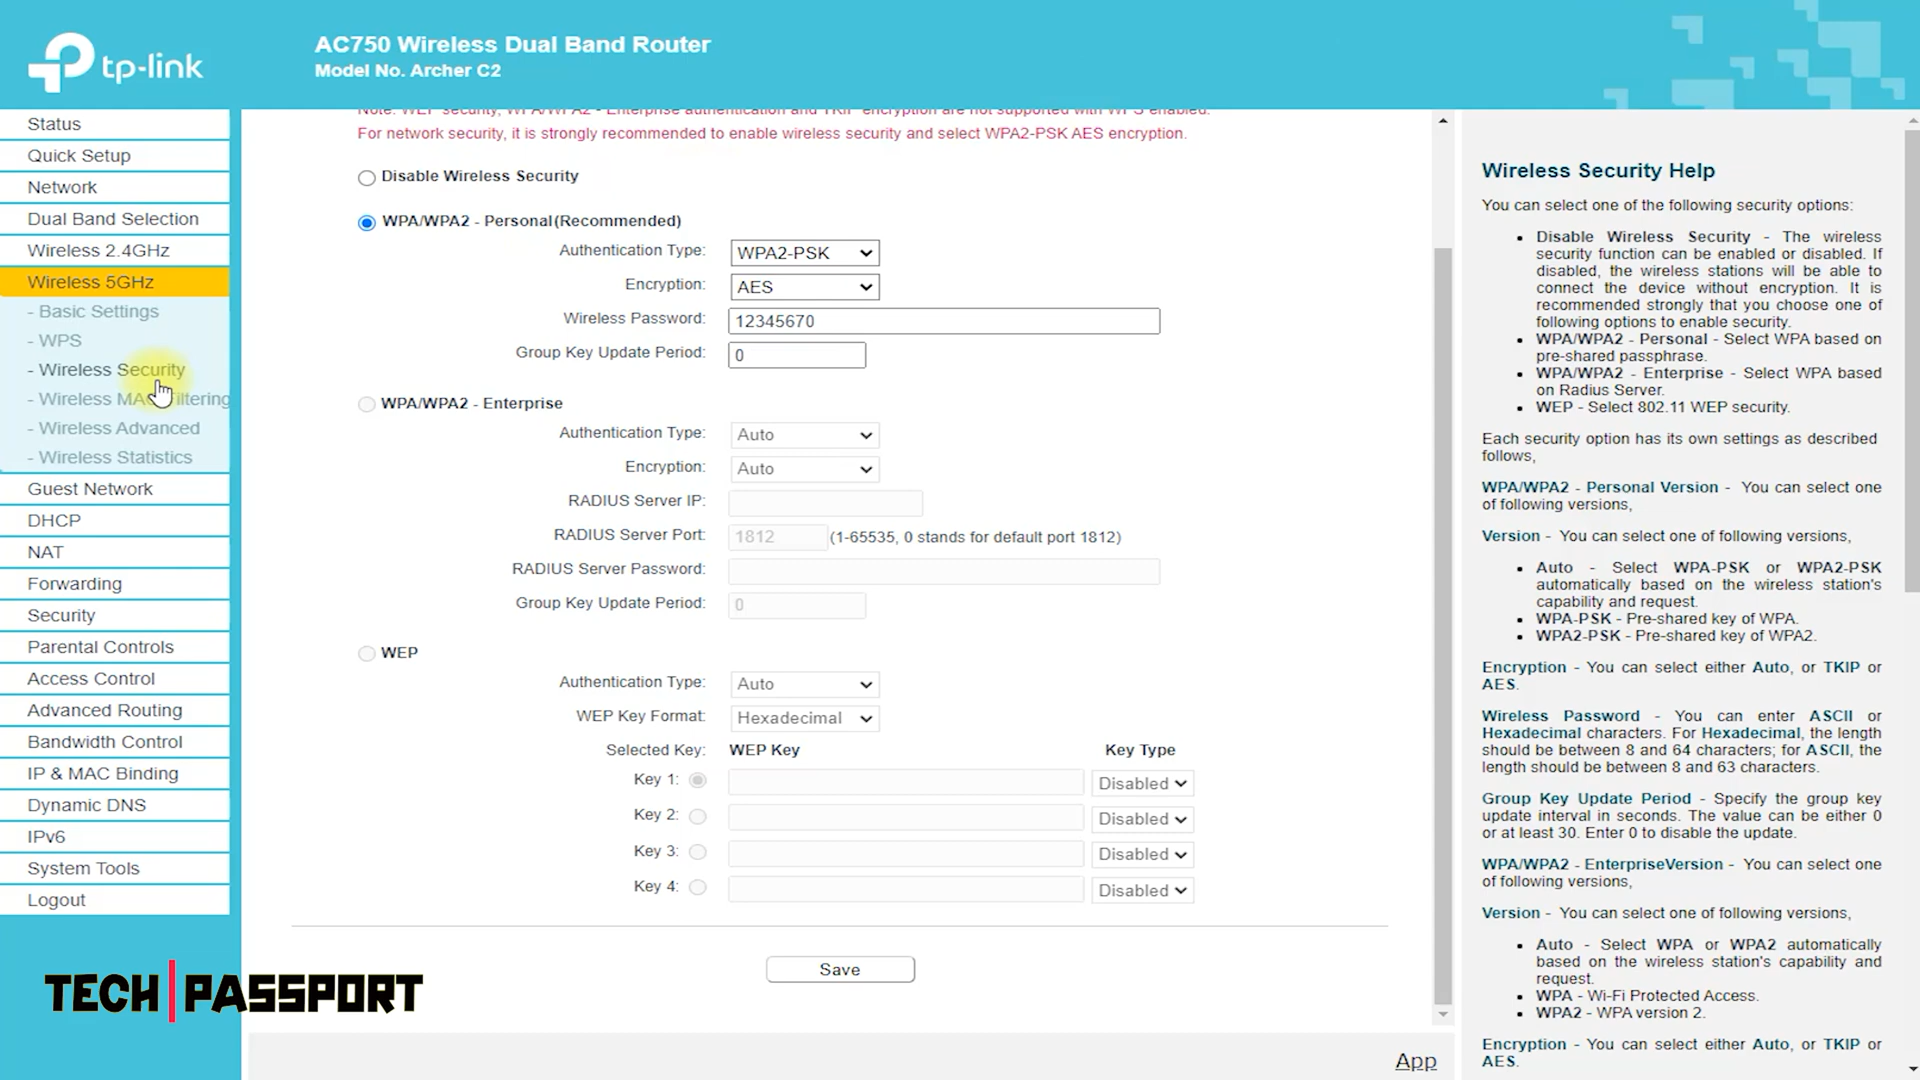 tp-link
AC750 Wireless Dual Band Router
Model No. Archer C2
Status
Quick Setup
Network
Dual Band Selection
Wireless 2.4GHz
Wireless 5GHz
- Basic Settings
- WPS
- Wireless Security
- Wireless MAC Filtering
- Wireless Advanced
- Wireless Statistics
Guest Network
DHCP
NAT
Forwarding
Security
Parental Controls
Access Control
Advanced Routing
Bandwidth Control
IP & MAC Binding
Dynamic DNS
IPv6
System Tools
Logout
TECH|PASSPORT
Note: WEP security, WPA/WPA2 - Enterprise authentication and TKIP encryption are not supported with WPS enabled.
For network security, it is strongly recommended to enable wireless security and select WPA2-PSK AES encryption.
Disable Wireless Security
WPA/WPA2 - Personal(Recommended)
Authentication Type: WPA2-PSK
Encryption: AES
Wireless Password: 12345670
Group Key Update Period: 0
WPA/WPA2 - Enterprise
Authentication Type: Auto
Encryption: Auto
RADIUS Server IP:
RADIUS Server Port: 1812 (1-65535, 0 stands for default port 1812)
RADIUS Server Password:
Group Key Update Period: 0
WEP
Authentication Type: Auto
WEP Key Format: Hexadecimal
Selected Key: WEP Key Key Type
Key 1: Disabled
Key 2: Disabled
Key 3: Disabled
Key 4: Disabled
Save
App
Wireless Security Help
You can select one of the following security options:
• Disable Wireless Security - The wireless
security function can be enabled or disabled. If
disabled, the wireless stations will be able to
connect the device without encryption. It is
recommended strongly that you choose one of
following options to enable security.
• WPA/WPA2 - Personal - Select WPA based on
pre-shared passphrase.
• WPA/WPA2 - Enterprise - Select WPA based
on Radius Server.
• WEP - Select 802.11 WEP security.
Each security option has its own settings as described
follows,
WPA/WPA2 - Personal Version - You can select one
of following versions,
Version - You can select one of following versions,
• Auto - Select WPA-PSK or WPA2-PSK
automatically based on the wireless station's
capability and request.
• WPA-PSK - Pre-shared key of WPA.
• WPA2-PSK - Pre-shared key of WPA2.
Encryption - You can select either Auto, or TKIP or
AES.
Wireless Password - You can enter ASCII or
Hexadecimal characters. For Hexadecimal, the length
should be between 8 and 64 characters; for ASCII, the
length should be between 8 and 63 characters.
Group Key Update Period - Specify the group key
update interval in seconds. The value can be either 0
or at least 30. Enter 0 to disable the update.
WPA/WPA2 - EnterpriseVersion - You can select one
of following versions,
Version - You can select one of following versions,
• Auto - Select WPA or WPA2 automatically
based on the wireless station's capability and
request.
• WPA - Wi-Fi Protected Access.
• WPA2 - WPA version 2.
Encryption - You can select either Auto, or TKIP or
AES.